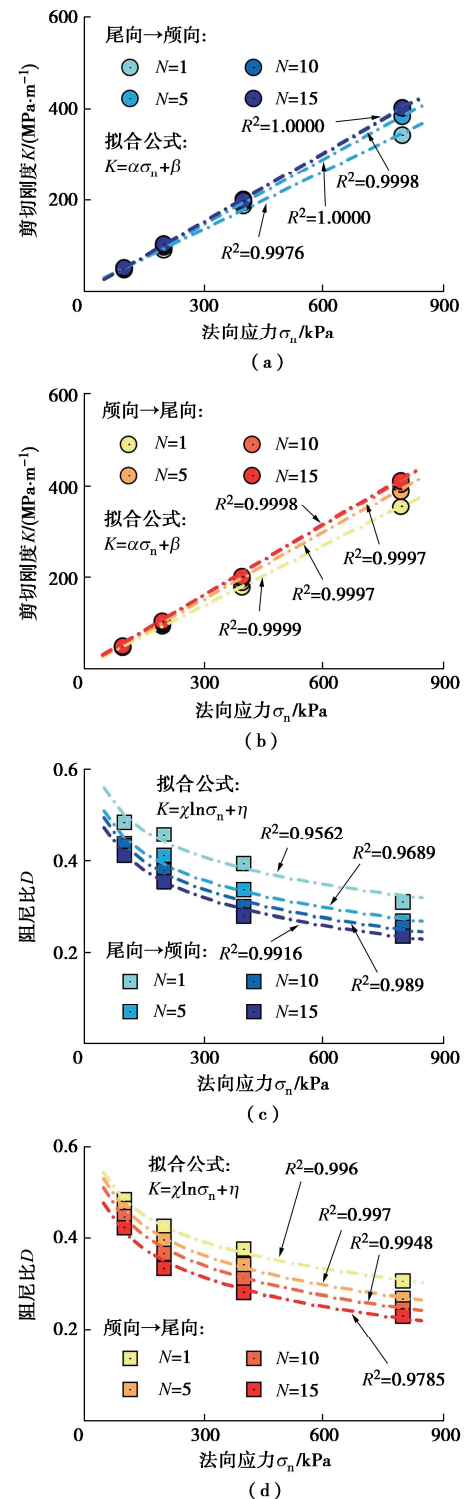 600
400
200
剪切刚度K/(MPa·m⁻¹)
尾向→颅向:
N=1
N=10
N=5
N=15
拟合公式:
K=ασn+β
R²=1.0000
R²=0.9998
R²=1.0000
R²=0.9976
0
300
600
900
法向应力σn/kPa
(a)
600
400
200
剪切刚度K/(MPa·m⁻¹)
颅向→尾向:
N=1
N=10
N=5
N=15
拟合公式:
K=ασn+β
R²=0.9998
R²=0.9997
R²=0.9997
R²=0.9999
0
300
600
900
法向应力σn/kPa
(b)
0.6
0.4
0.2
阻尼比D
拟合公式:
K=χlnσn+η
R²=0.9562
R²=0.9689
R²=0.9916
R²=0.989
尾向→颅向:
N=1
N=10
N=5
N=15
0
300
600
900
法向应力σn/kPa
(c)
0.6
0.4
0.2
阻尼比D
拟合公式:
K=χlnσn+η
R²=0.996
R²=0.997
R²=0.9948
R²=0.9785
颅向→尾向:
N=1
N=10
N=5
N=15
0
300
600
900
法向应力σn/kPa
(d)